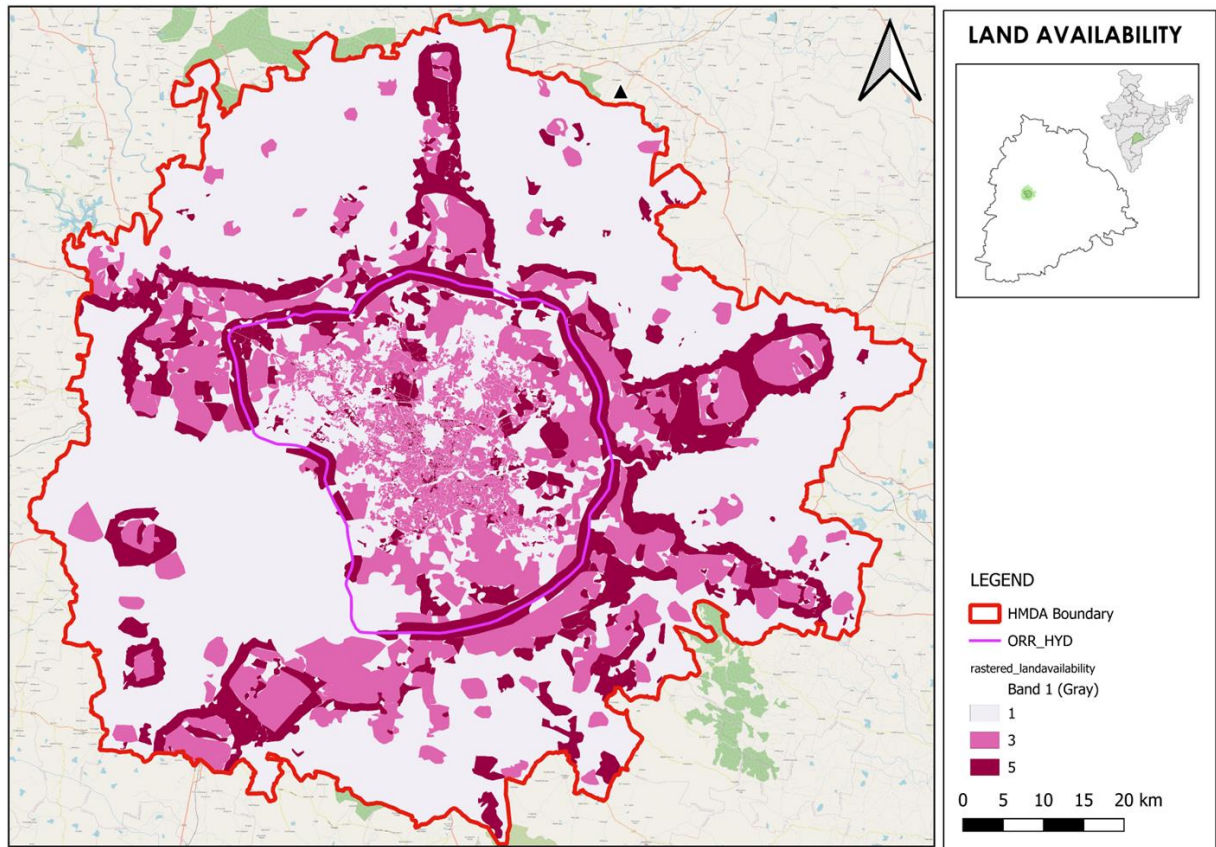 LAND AVAILABILITY
LEGEND
HMDA Boundary
ORR_HYD
rastered_landavailability
Band 1 (Gray)
1
3
5
0 5 10 15 20 km